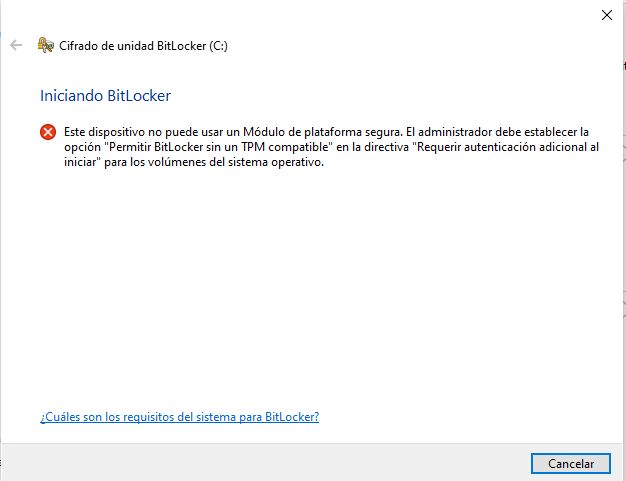 Cifrado de unidad BitLocker (C:)
Iniciando BitLocker
Este dispositivo no puede usar un Módulo de plataforma segura. El administrador debe establecer la
opción "Permitir BitLocker sin un TPM compatible" en la directiva "Requerir autenticación adicional al
iniciar" para los volúmenes del sistema operativo.
¿Cuáles son los requisitos del sistema para BitLocker?
Cancelar